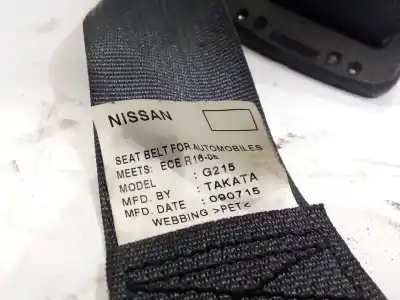 NISSAN
SEAT BELT FOR AUTOMOBILES
MEETS: ECE R16-06
MODEL : G215
MFD. BY : TAKATA
MFD. DATE : 090715
WEBBING >PET<